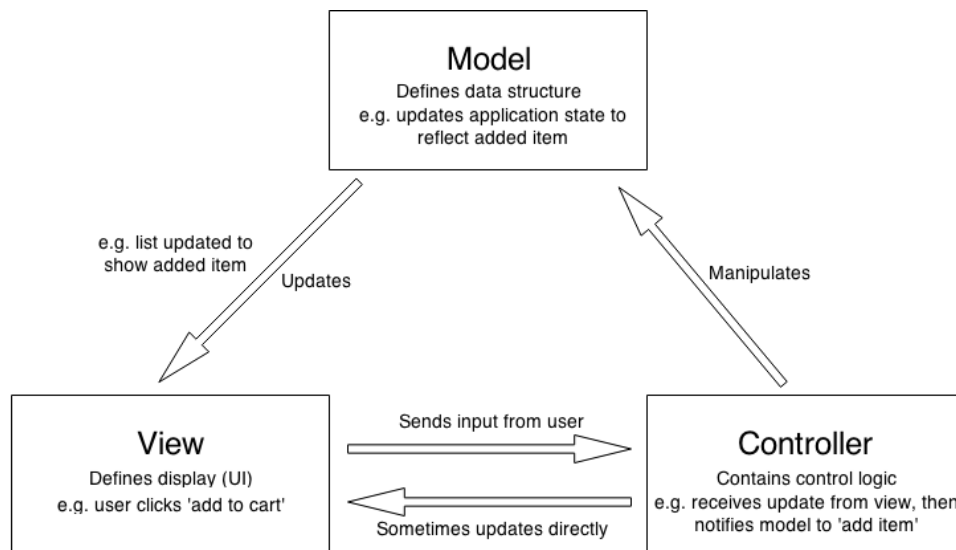 Model
Defines data structure
e.g. updates application state to
reflect added item
e.g. list updated to
show added item
Updates
Manipulates
View
Defines display (UI)
e.g. user clicks 'add to cart'
Sends input from user
Sometimes updates directly
Controller
Contains control logic
e.g. receives update from view, then
notifies model to 'add item'